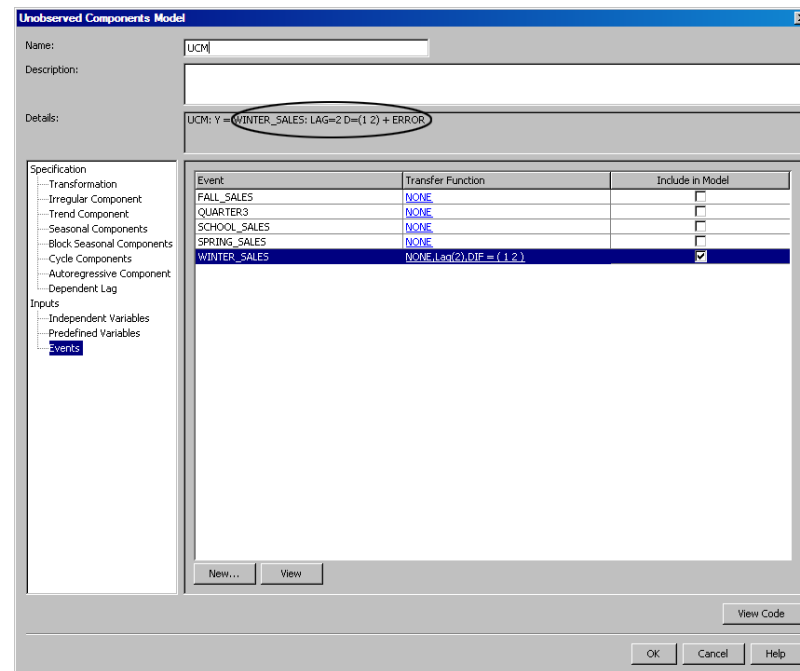 Unobserved Components Model
Name:
UCM
Description:
Details:
UCM: Y = WINTER_SALES: LAG=2 D=(1 2) + ERROR
Specification
Transformation
Irregular Component
Trend Component
Seasonal Components
Block Seasonal Components
Cycle Components
Autoregressive Component
Dependent Lag
Inputs
Independent Variables
Predefined Variables
Events
Event Transfer Function Include in Model
FALL_SALES NONE
QUARTER3 NONE
SCHOOL_SALES NONE
SPRING_SALES NONE
WINTER_SALES NONE,Lag(2),DIF = ( 1 2 )
New... View
View Code
OK Cancel Help